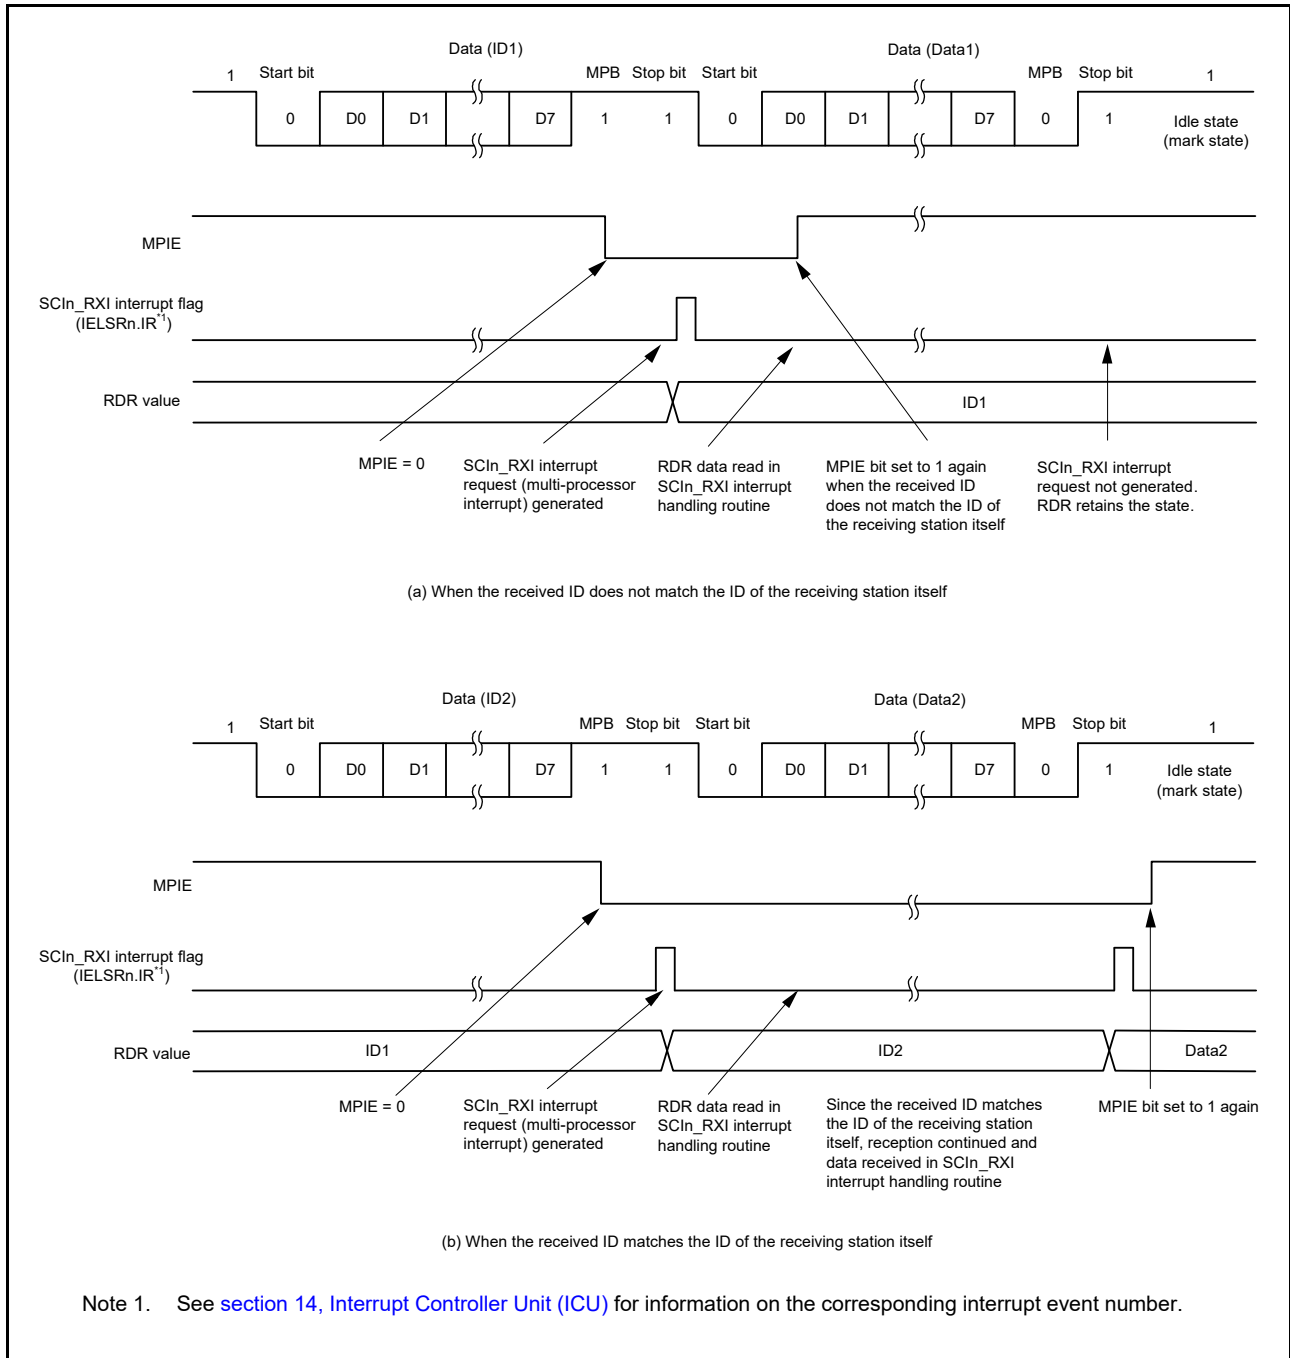 Data (ID1) Data (Data1)
1 Start bit MPB Stop bit Start bit MPB Stop bit 1
0 D0 D1 D7 1 1 0 D0 D1 D7 0 1 Idle state
(mark state)
MPIE
SCIn_RXI interrupt flag
(IELSRn.IR*1)
RDR value ID1
MPIE = 0
SCIn_RXI interrupt
request (multi-processor
interrupt) generated
RDR data read in
SCIn_RXI interrupt
handling routine
MPIE bit set to 1 again
when the received ID
does not match the ID of
the receiving station itself
SCIn_RXI interrupt
request not generated.
RDR retains the state.
(a) When the received ID does not match the ID of the receiving station itself
Data (ID2) Data (Data2)
1 Start bit MPB Stop bit Start bit MPB Stop bit 1
0 D0 D1 D7 1 1 0 D0 D1 D7 0 1 Idle state
(mark state)
MPIE
SCIn_RXI interrupt flag
(IELSRn.IR*1)
RDR value ID1 ID2 Data2
MPIE = 0
SCIn_RXI interrupt
request (multi-processor
interrupt) generated
RDR data read in
SCIn_RXI interrupt
handling routine
Since the received ID matches
the ID of the receiving station
itself, reception continued and
data received in SCIn_RXI
interrupt handling routine
MPIE bit set to 1 again
(b) When the received ID matches the ID of the receiving station itself
Note 1. See section 14, Interrupt Controller Unit (ICU) for information on the corresponding interrupt event number.